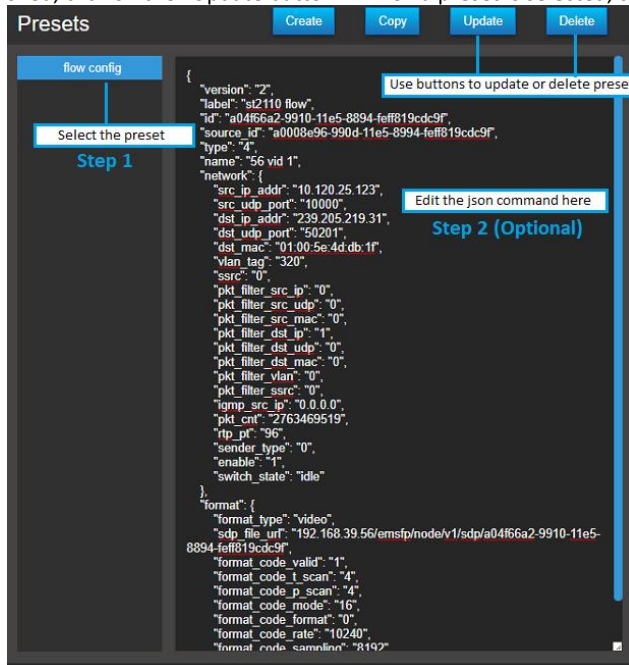 Presets
Create
Copy
Update
Delete
flow config
Use buttons to update or delete prese
Select the preset
Step 1
Edit the json command here
Step 2 (Optional)
{
"version": "2",
"label": "st2110 flow",
"id": "a04f66a2-9910-11e5-8894-feff819cdc9f",
"source_id": "a0008e96-990d-11e5-8994-feff819cdc9f",
"type": "4",
"name": "56 vid 1",
"network": {
"src_ip_addr": "10.120.25.123",
"src_udp_port": "10000",
"dst_ip_addr": "239.205.219.31",
"dst_udp_port": "50201",
"dst_mac": "01:00:5e:4d:db:1f",
"vlan_tag": "320",
"ssrc": "0",
"pkt_filter_src_ip": "0",
"pkt_filter_src_udp": "0",
"pkt_filter_src_mac": "0",
"pkt_filter_dst_ip": "1",
"pkt_filter_dst_udp": "0",
"pkt_filter_dst_mac": "0",
"pkt_filter_vlan": "0",
"pkt_filter_ssrc": "0",
"igmp_src_ip": "0.0.0.0",
"pkt_cnt": "2763469519",
"rtp_pt": "96",
"sender_type": "0",
"enable": "1",
"switch_state": "idle"
},
"format": {
"format_type": "video",
"sdp_file_url": "192.168.39.56/emsfp/node/v1/sdp/a04f66a2-9910-11e5-
8894-feff819cdc9f",
"format_code_valid": "1",
"format_code_t_scan": "4",
"format_code_p_scan": "4",
"format_code_mode": "16",
"format_code_format": "0",
"format_code_rate": "10240",
"format_code_sampling": "8192"